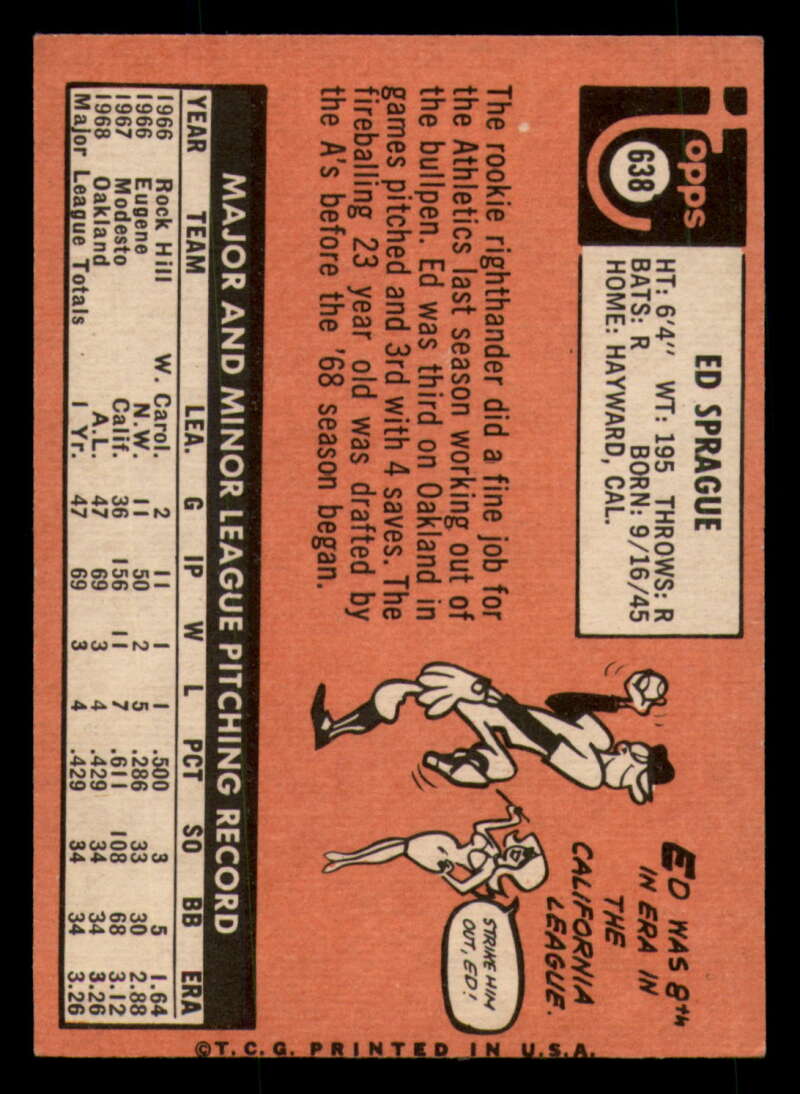 Topps
638
ED SPRAGUE
HT: 6'4" WT: 195 THROWS: R
BATS: R BORN: 9/16/45
HOME: HAYWARD, CAL.
The rookie righthander did a fine job for
the Athletics last season working out of
the bullpen. Ed was third on Oakland in
games pitched and 3rd with 4 saves. The
fireballing 23 year old was drafted by
the A's before the '68 season began.
ED WAS 8th
IN ERA IN
THE
CALIFORNIA
LEAGUE.
STRIKE HIM
OUT, ED!
MAJOR AND MINOR LEAGUE PITCHING RECORD
YEAR TEAM LEA. G IP W L PCT SO BB ERA
1966 Rock Hill W. Carol. 2 11 1 1 .500 3 5 1.64
1966 Eugene N.W. 11 50 2 5 .286 33 30 2.88
1967 Modesto Calif. 36 156 11 7 .611 108 68 3.12
1968 Oakland A.L. 47 69 3 4 .429 34 34 3.26
Major League Totals 1 Yr. 47 69 3 4 .429 34 34 3.26
©T.C.G. PRINTED IN U.S.A.